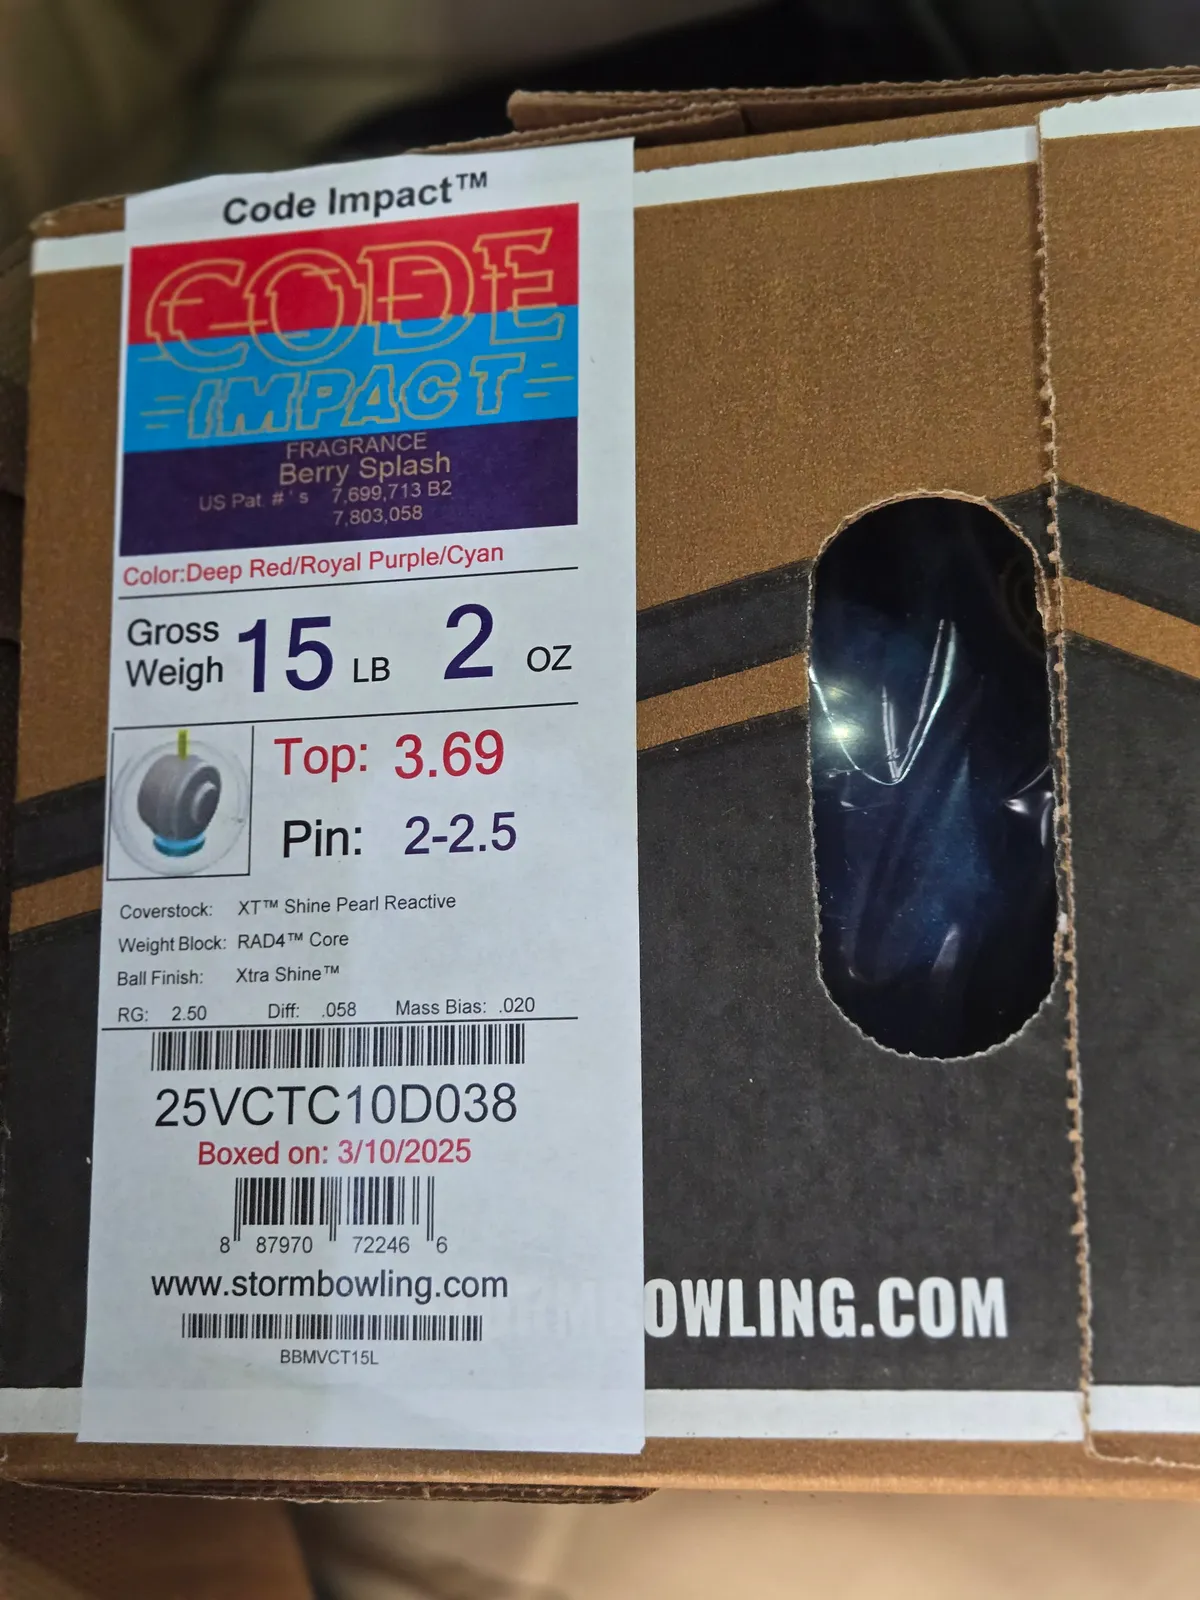 Code Impact™
CODE
IMPACT
FRAGRANCE
Berry Splash
US Pat. # ' s 7,699,713 B2
7,803,058
Color:Deep Red/Royal Purple/Cyan
Gross
Weigh 15 LB 2 OZ
Top: 3.69
Pin: 2-2.5
Coverstock: XT™ Shine Pearl Reactive
Weight Block: RAD4™ Core
Ball Finish: Xtra Shine™
RG: 2.50 Diff: .058 Mass Bias: .020
25VCTC10D038
Boxed on: 3/10/2025
8 87970 72246 6
www.stormbowling.com
BBMVCT15L
OWLING.COM